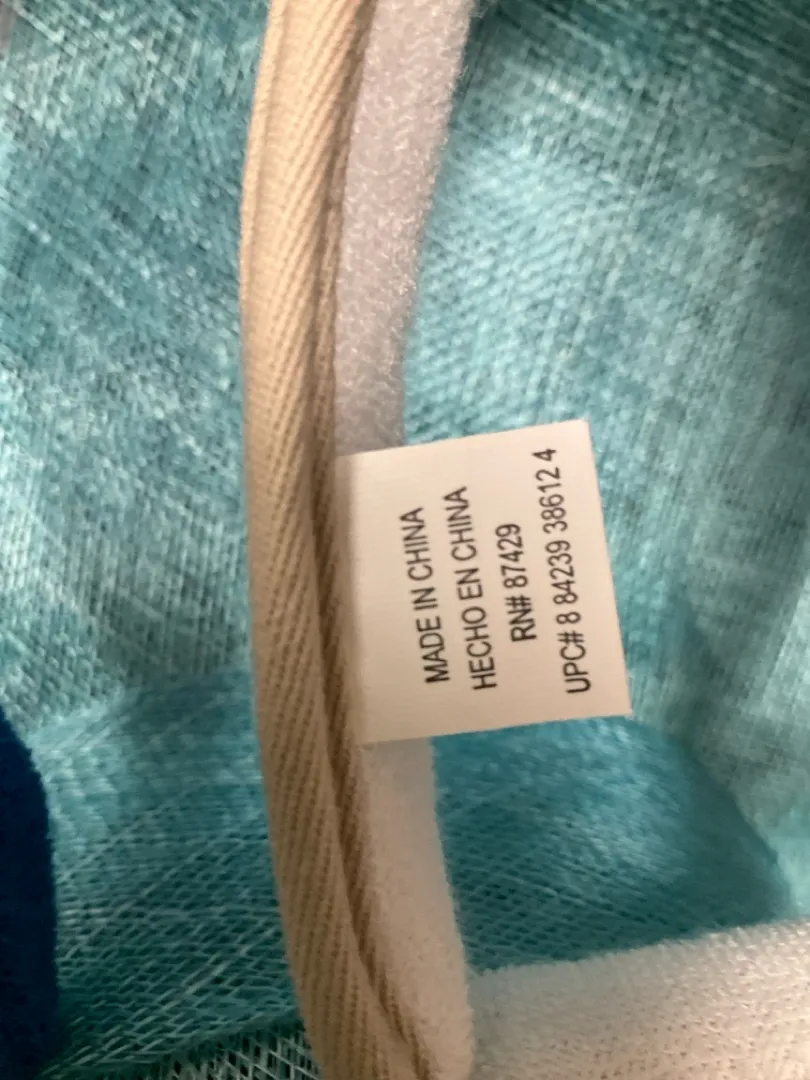 MADE IN CHINA
HECHO EN CHINA
RN# 87429
UPC# 8 84239 38612 4